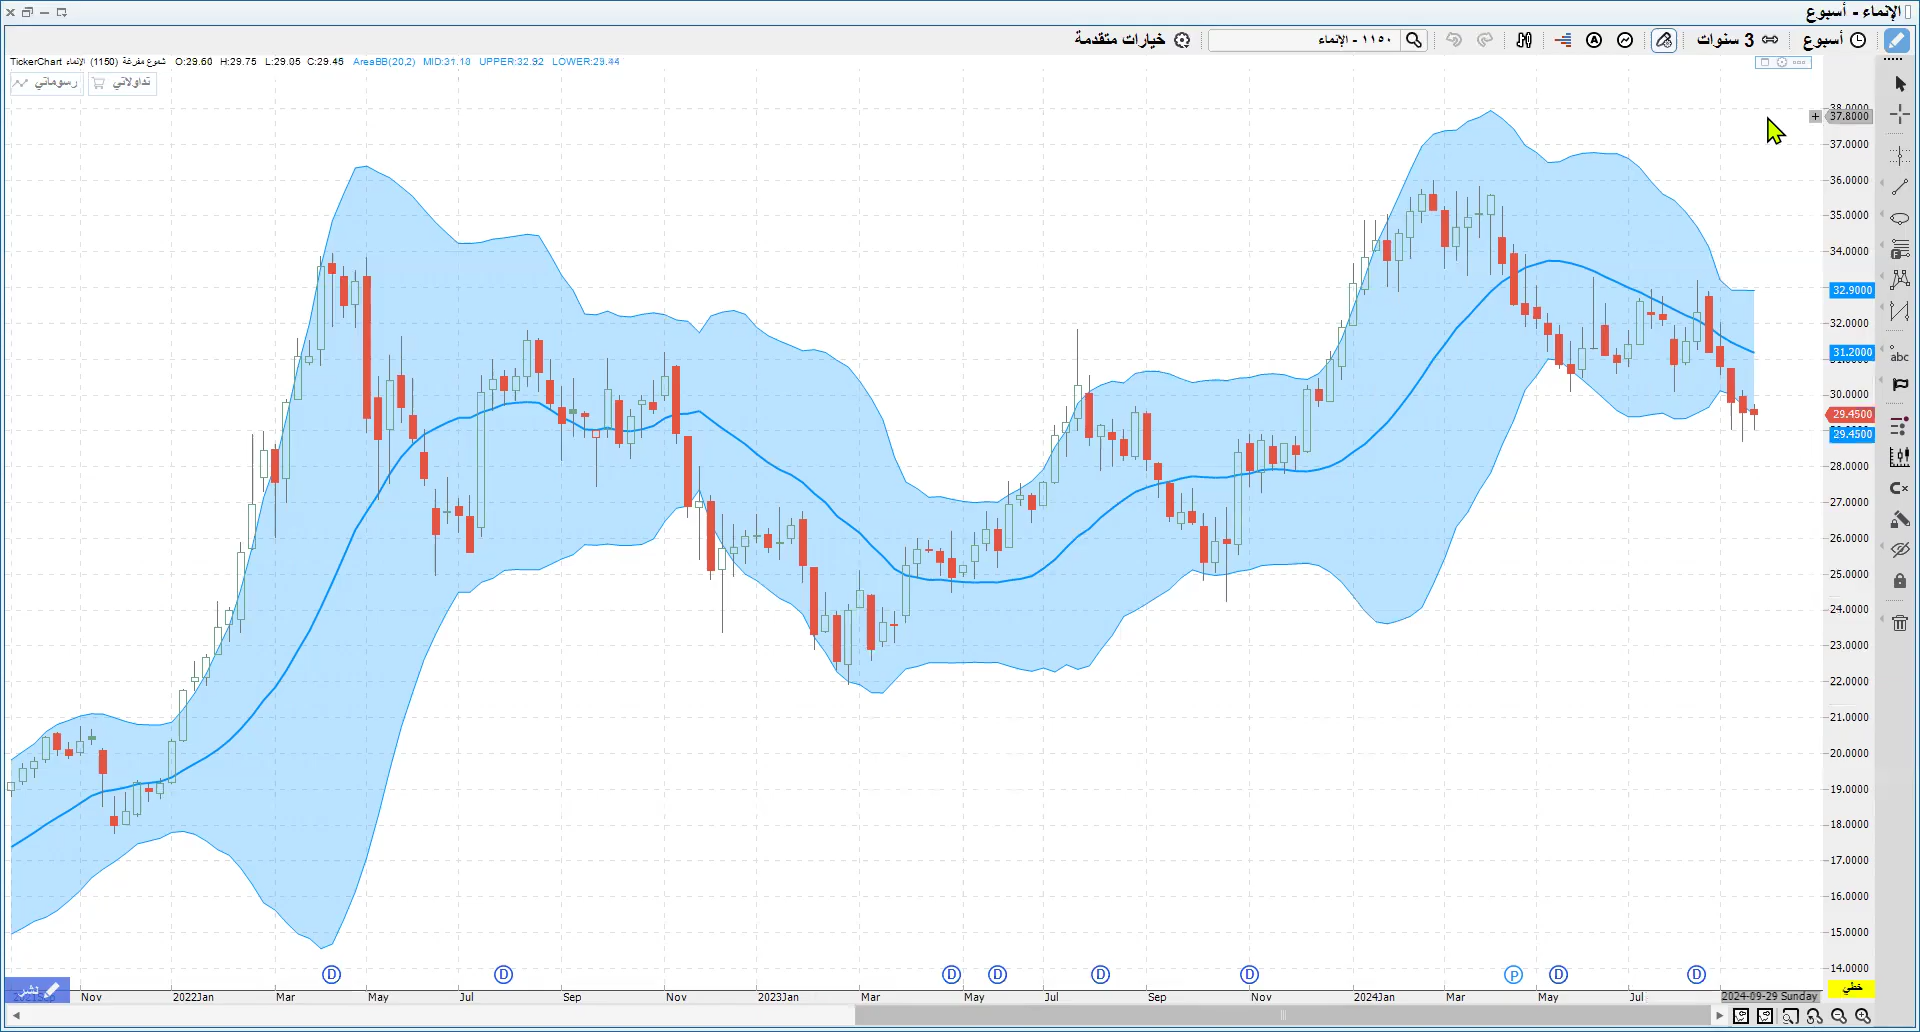 الإنماء - أسبوع
أسبوع
3 سنوات
١١٥٠ - الإنماء
خيارات متقدمة
TickerChart الإنماء (1150) شموع مفرغة O:29.60 H:29.75 L:29.05 C:29.45 AreaBB(20,2) MID:31.18 UPPER:32.92 LOWER:29.44
رسوماتي
تداولاتي
38.0000
37.8000
37.0000
36.0000
35.0000
34.0000
32.9000
32.0000
31.2000
30.0000
29.4500
29.4500
28.0000
27.0000
26.0000
25.0000
24.0000
23.0000
22.0000
21.0000
20.0000
19.0000
18.0000
17.0000
16.0000
15.0000
14.0000
abc
D D D D D D P D D
نشر
خطي
2021Sep Nov 2022Jan Mar May Jul Sep Nov 2023Jan Mar May Jul Sep Nov 2024Jan Mar May Jul 2024-09-29 Sunday